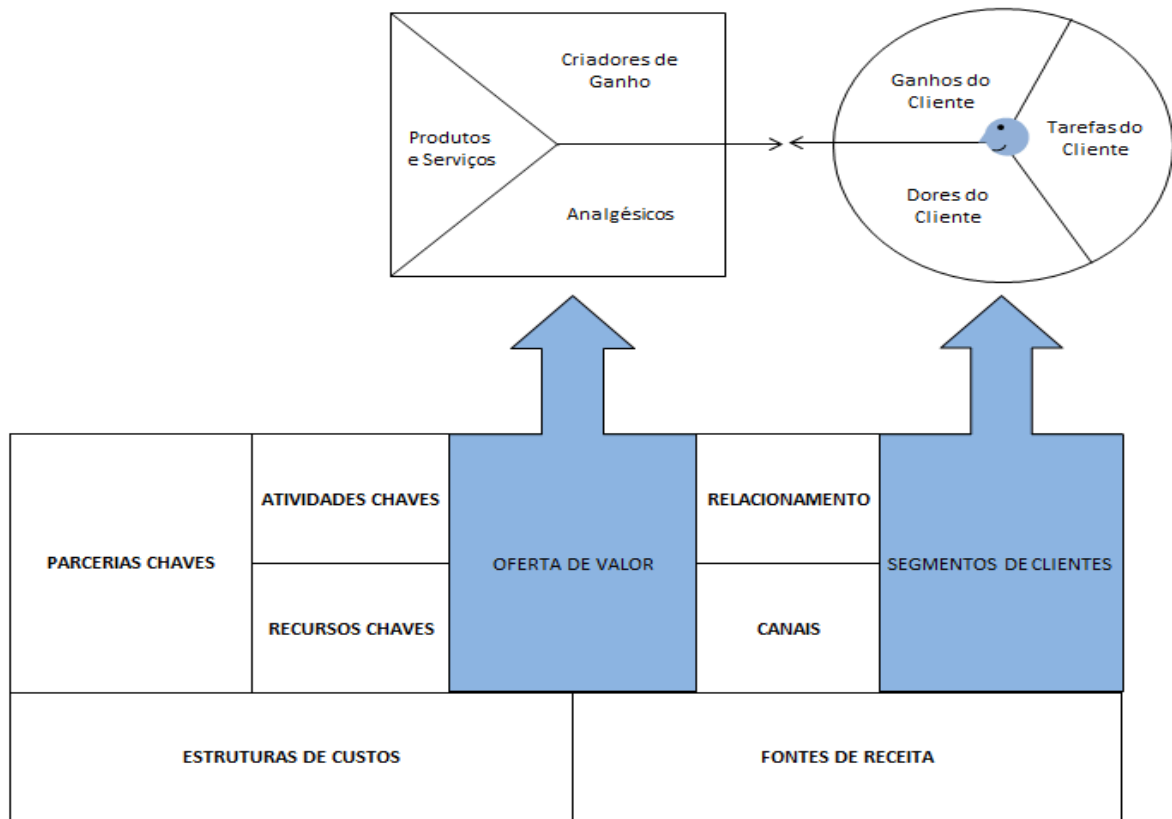 Criadores de
Ganho
Produtos
e Serviços
Analgésicos
Ganhos do
Cliente
Tarefas do
Cliente
Dores do
Cliente
PARCERIAS CHAVES
ATIVIDADES CHAVES
RECURSOS CHAVES
OFERTA DE VALOR
RELACIONAMENTO
CANAIS
SEGMENTOS DE CLIENTES
ESTRUTURAS DE CUSTOS
FONTES DE RECEITA